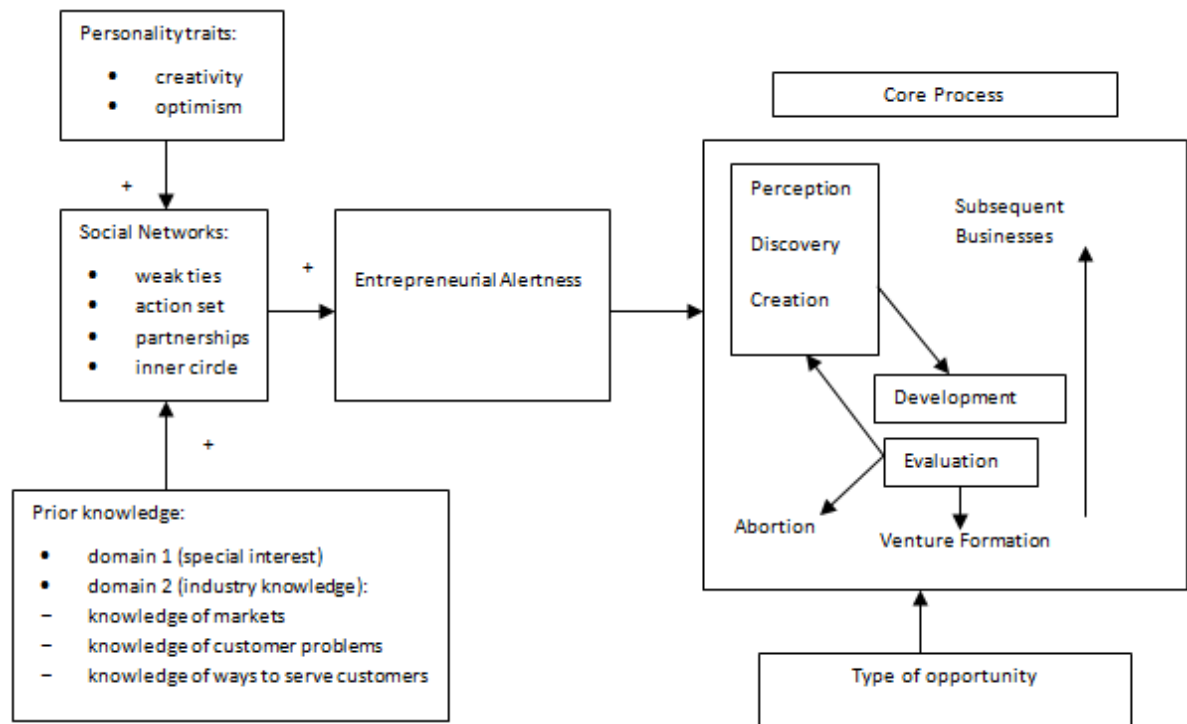 Personality traits:
• creativity
• optimism
+
Social Networks:
• weak ties
• action set
• partnerships
• inner circle
+
Prior knowledge:
• domain 1 (special interest)
• domain 2 (industry knowledge):
– knowledge of markets
– knowledge of customer problems
– knowledge of ways to serve customers
+
Entrepreneurial Alertness
Core Process
Perception
Discovery
Creation
Subsequent
Businesses
Development
Evaluation
Abortion
Venture Formation
Type of opportunity